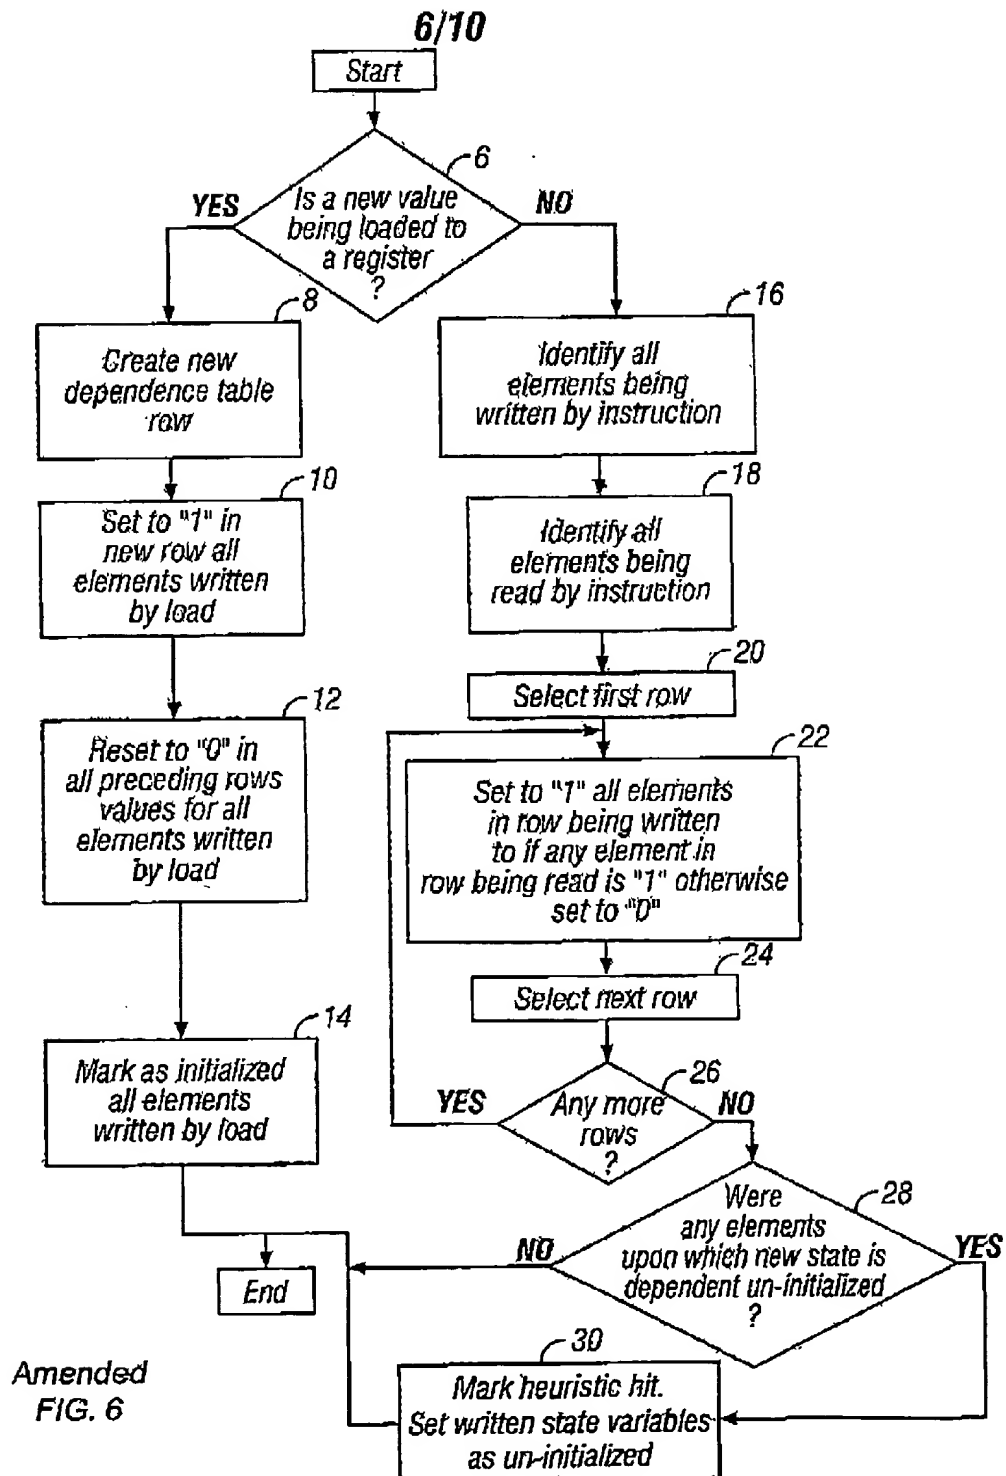 6/10
Start
6
Is a new value
being loaded to
a register
?
YES
NO
8
Create new
dependence table
row
10
Set to "1" in
new row all
elements written
by load
12
Reset to "0" in
all preceding rows
values for all
elements written
by load
14
Mark as initialized
all elements
written by load
End
16
Identify all
elements being
written by instruction
18
Identify all
elements being
read by instruction
20
Select first row
22
Set to "1" all elements
in row being written
to if any element in
row being read is "1" otherwise
set to "0"
24
Select next row
26
Any more
rows
?
YES
NO
28
Were
any elements
upon which new state is
dependent un-initialized
?
NO
YES
30
Mark heuristic hit.
Set written state variables
as un-initialized
Amended
FIG. 6